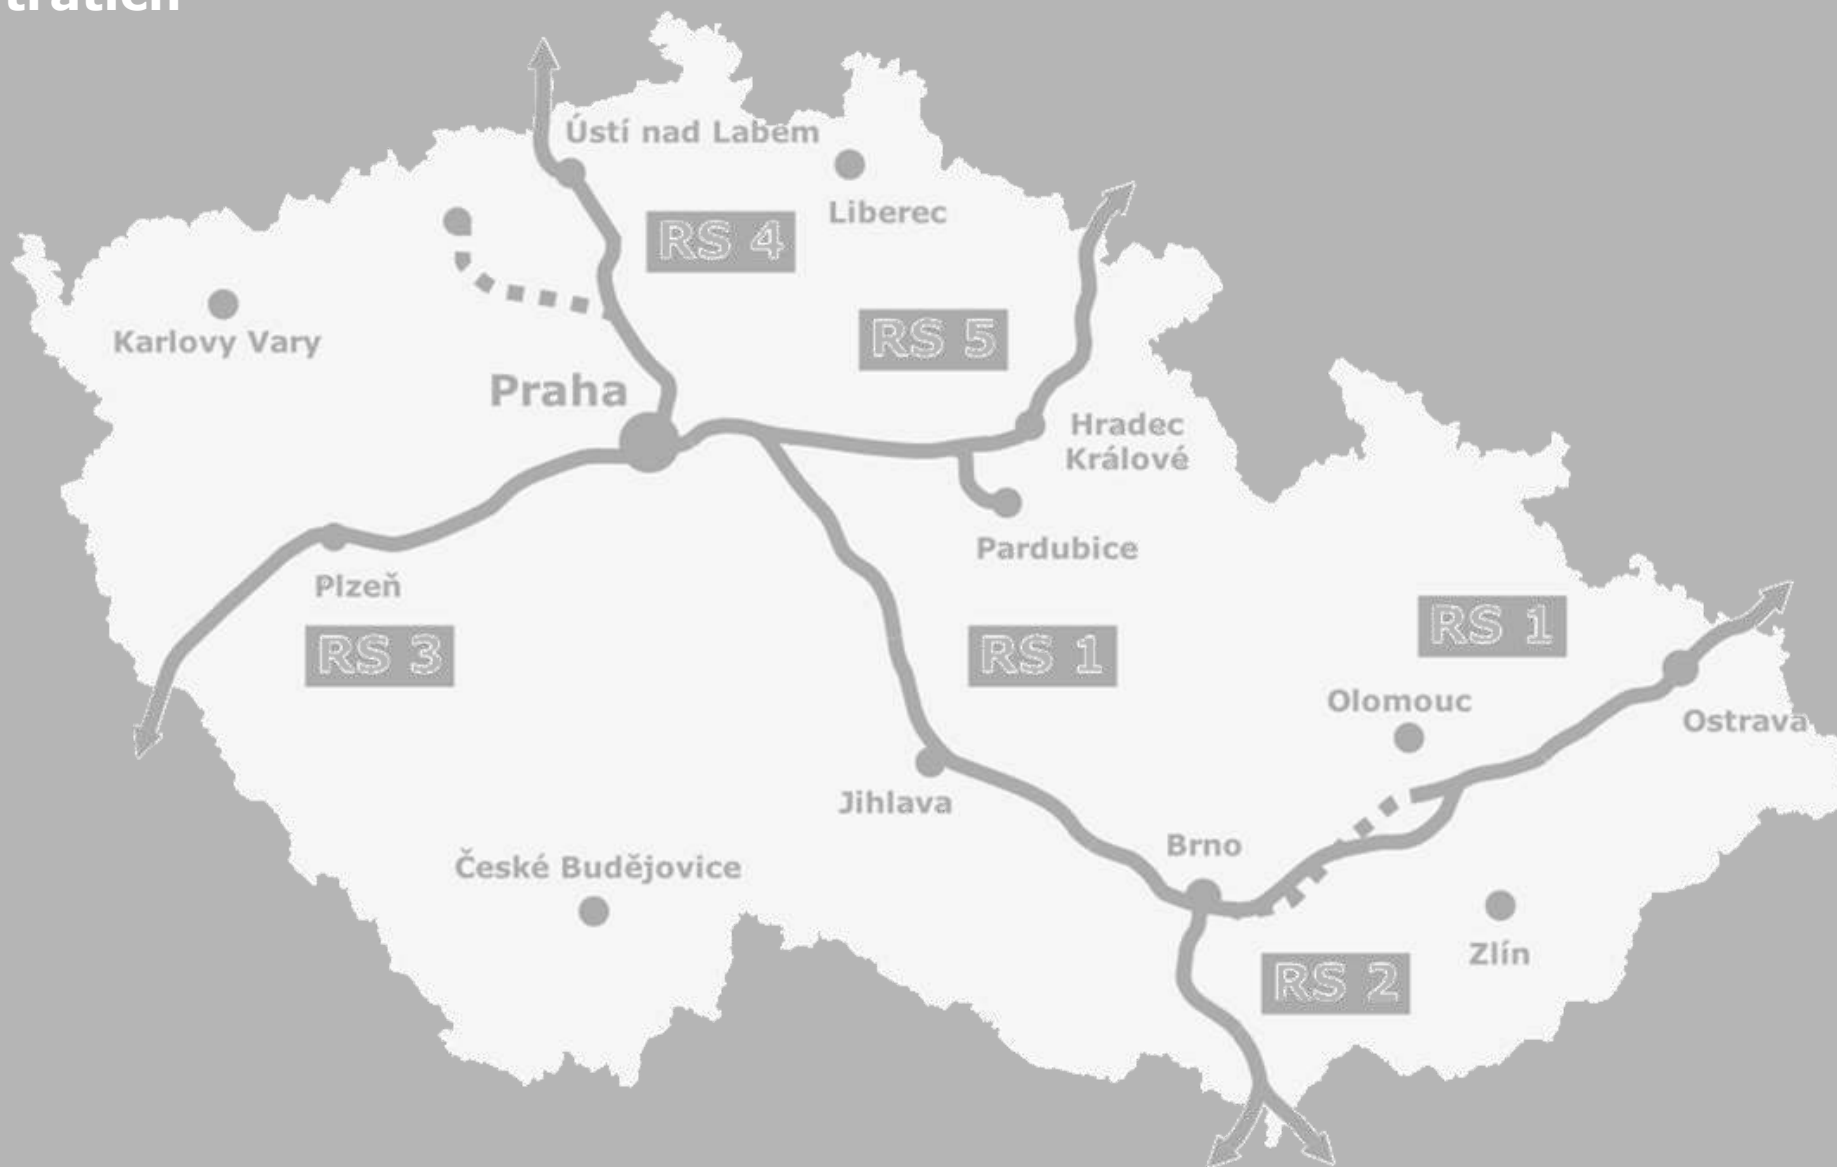 tratích
Ústí nad Labem
Liberec
RS 4
Karlovy Vary
RS 5
Praha
Hradec
Králové
Pardubice
Plzeň
RS 3
RS 1
RS 1
Olomouc
Ostrava
Jihlava
Brno
České Budějovice
Zlín
RS 2